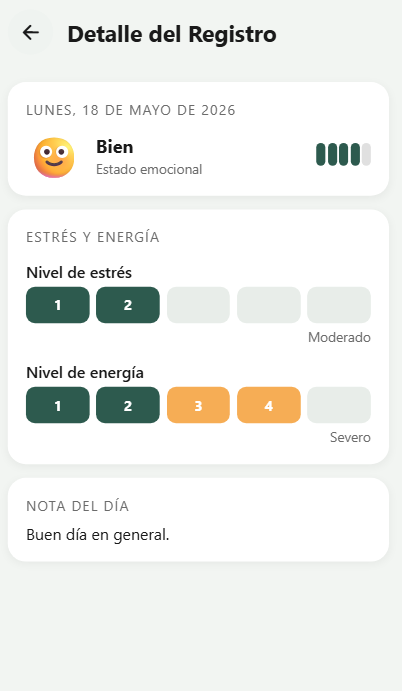 Detalle del Registro
LUNES, 18 DE MAYO DE 2026
Bien
Estado emocional
ESTRÉS Y ENERGÍA
Nivel de estrés
1 2
Moderado
Nivel de energía
1 2 3 4
Severo
NOTA DEL DÍA
Buen día en general.